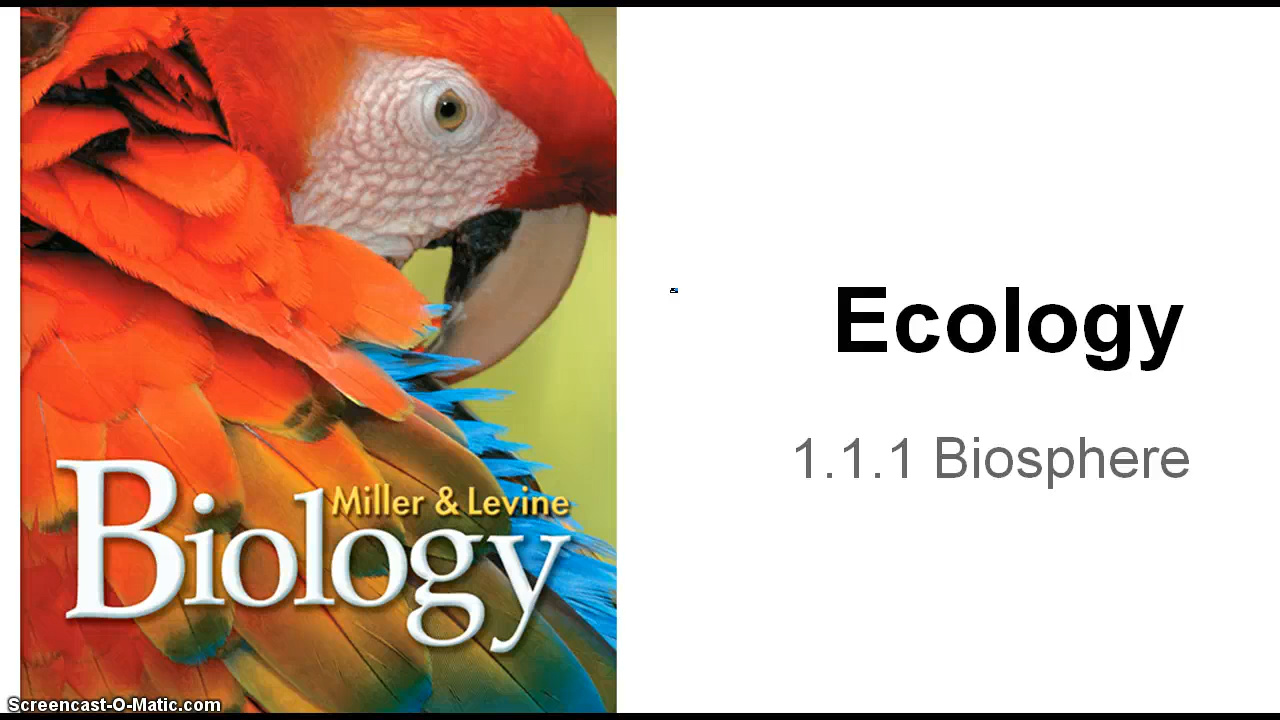 Miller & Levine
Biology
Ecology
1.1.1 Biosphere
Screencast-O-Matic.com